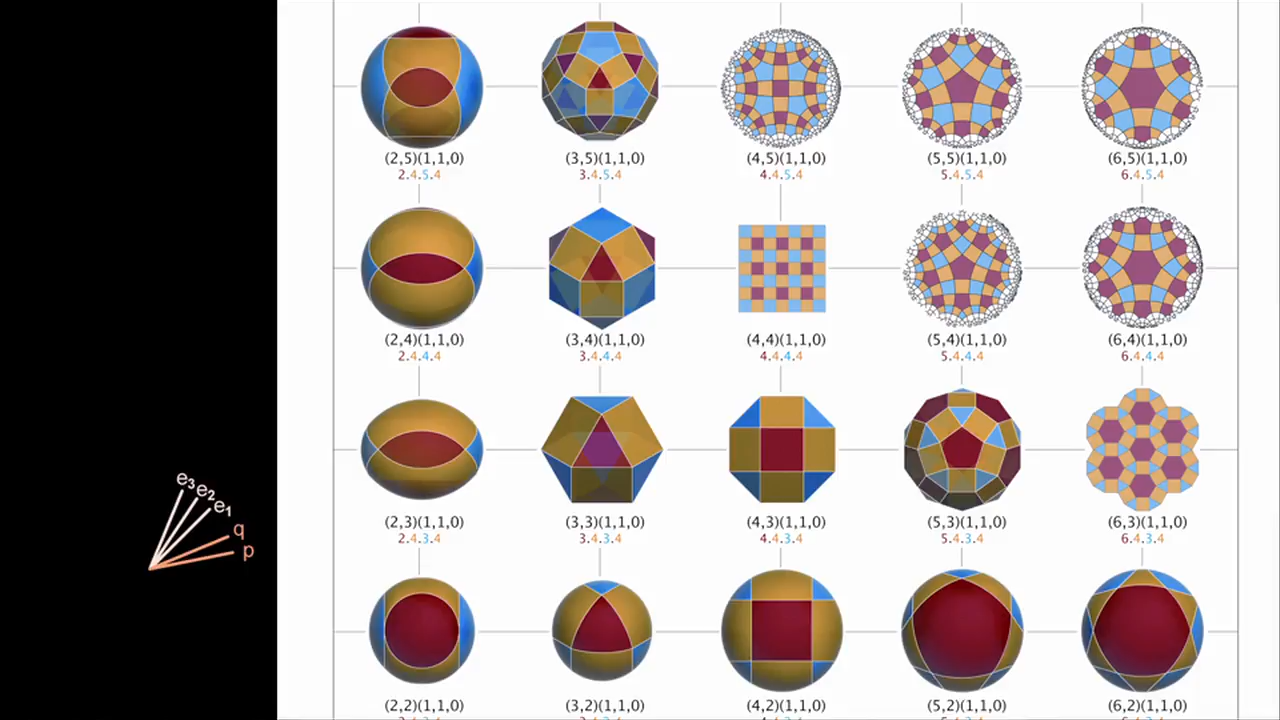 (2,5)(1,1,0) (3,5)(1,1,0) (4,5)(1,1,0) (5,5)(1,1,0) (6,5)(1,1,0)
2.4.5.4 3.4.5.4 4.4.5.4 5.4.5.4 6.4.5.4
(2,4)(1,1,0) (3,4)(1,1,0) (4,4)(1,1,0) (5,4)(1,1,0) (6,4)(1,1,0)
2.4.4.4 3.4.4.4 4.4.4.4 5.4.4.4 6.4.4.4
e3 e2 e1
q
p
(2,3)(1,1,0) (3,3)(1,1,0) (4,3)(1,1,0) (5,3)(1,1,0) (6,3)(1,1,0)
2.4.3.4 3.4.3.4 4.4.3.4 5.4.3.4 6.4.3.4
(2,2)(1,1,0) (3,2)(1,1,0) (4,2)(1,1,0) (5,2)(1,1,0) (6,2)(1,1,0)